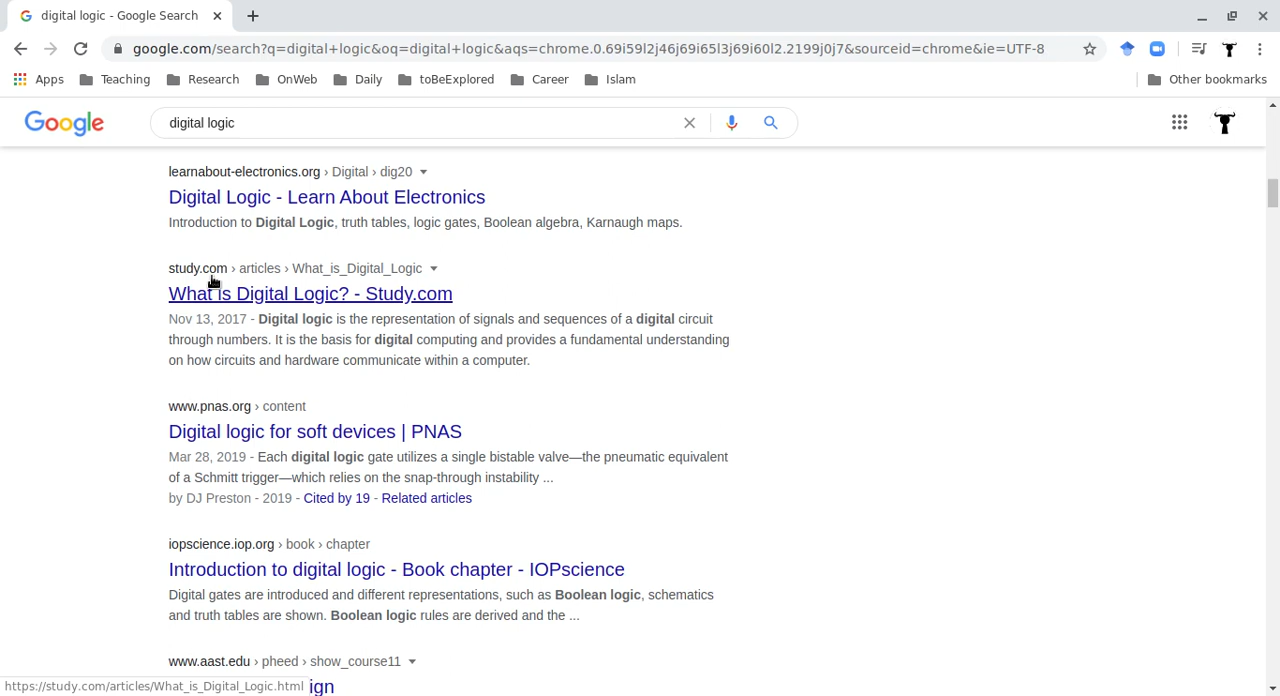 digital logic - Google Search
google.com/search?q=digital+logic&oq=digital+logic&aqs=chrome.0.69i59l2j46j69i65l3j69i60l2.2199j0j7&sourceid=chrome&ie=UTF-8
Apps Teaching Research OnWeb Daily toBeExplored Career Islam Other bookmarks
Google digital logic
learnabout-electronics.org › Digital › dig20
Digital Logic - Learn About Electronics
Introduction to Digital Logic, truth tables, logic gates, Boolean algebra, Karnaugh maps.
study.com › articles › What_is_Digital_Logic
What is Digital Logic? - Study.com
Nov 13, 2017 - Digital logic is the representation of signals and sequences of a digital circuit
through numbers. It is the basis for digital computing and provides a fundamental understanding
on how circuits and hardware communicate within a computer.
www.pnas.org › content
Digital logic for soft devices | PNAS
Mar 28, 2019 - Each digital logic gate utilizes a single bistable valve—the pneumatic equivalent
of a Schmitt trigger—which relies on the snap-through instability ...
by DJ Preston - 2019 - Cited by 19 - Related articles
iopscience.iop.org › book › chapter
Introduction to digital logic - Book chapter - IOPscience
Digital gates are introduced and different representations, such as Boolean logic, schematics
and truth tables are shown. Boolean logic rules are derived and the ...
www.aast.edu › pheed › show_course11
https://study.com/articles/What_is_Digital_Logic.html ign